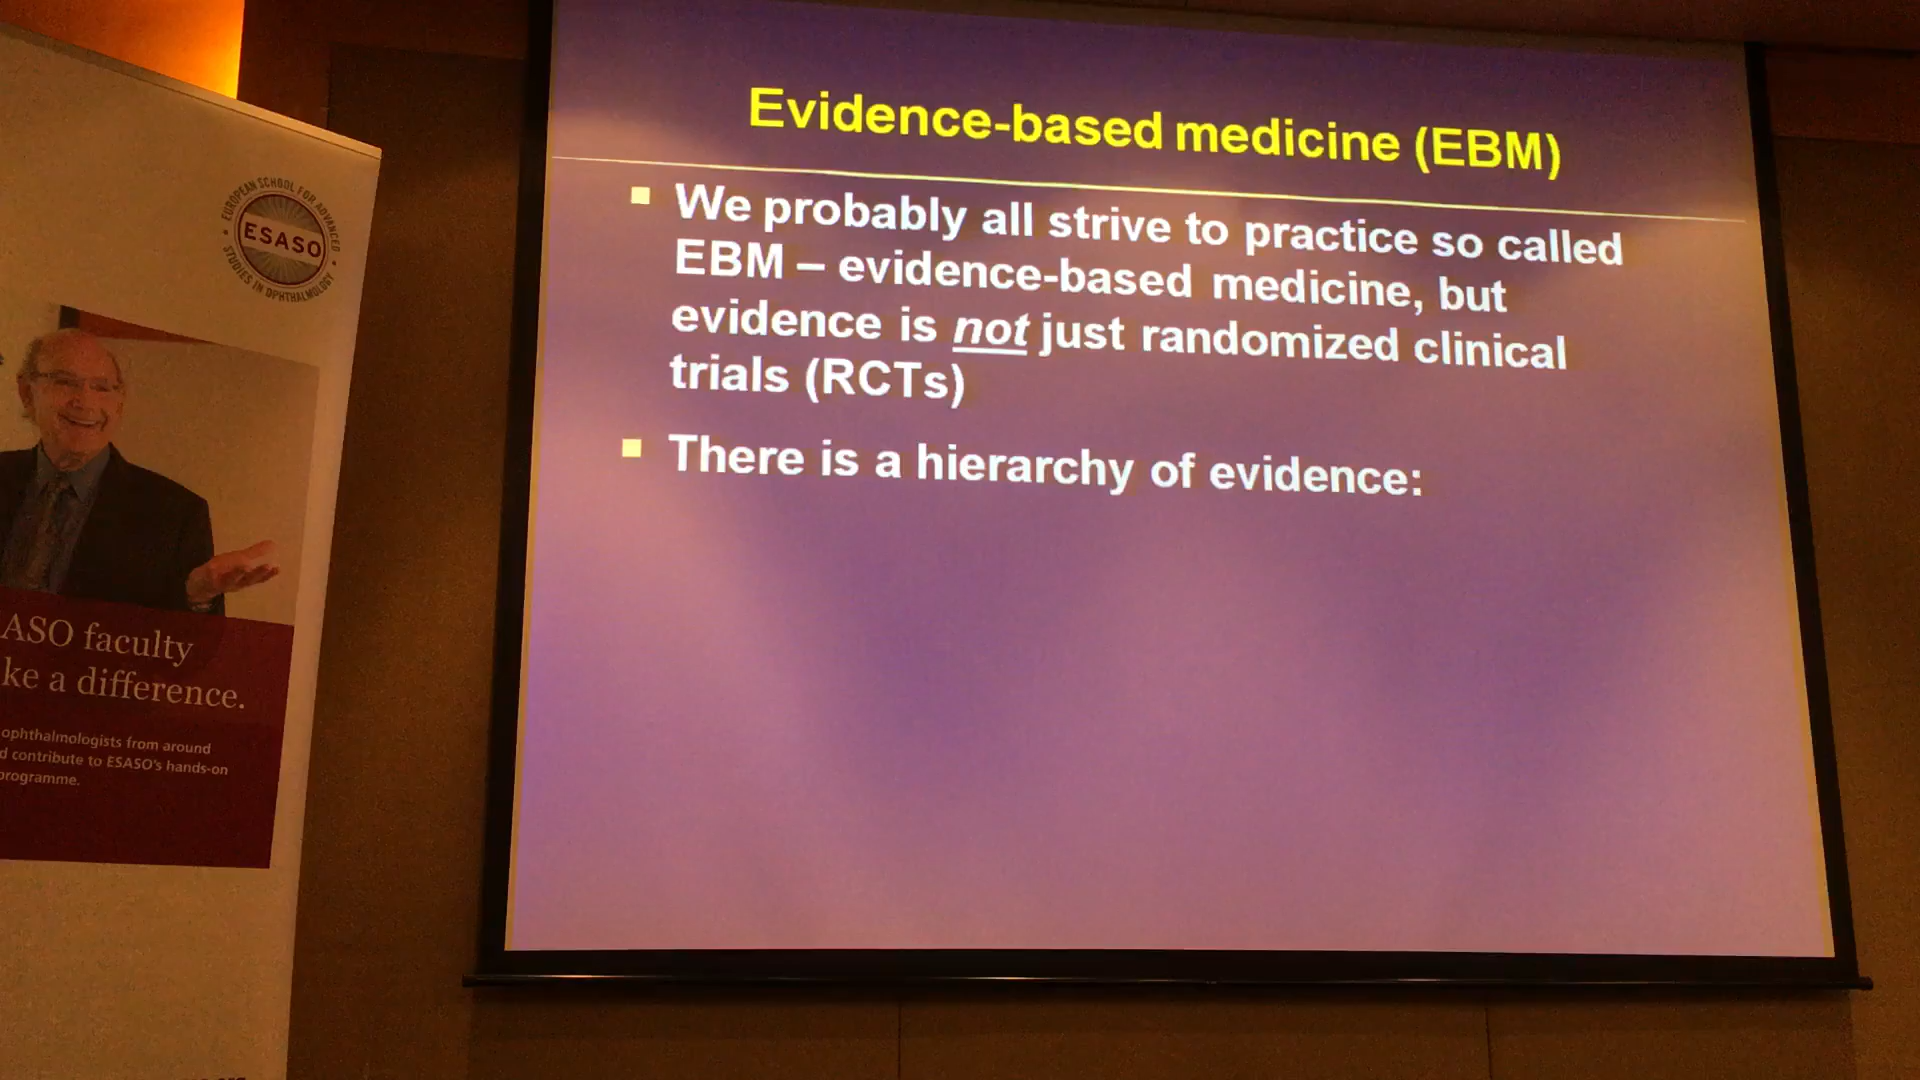 EUROPEAN SCHOOL FOR ADVANCED
ESASO
STUDIES IN OPHTHALMOLOGY
ASO faculty
ke a difference.
ophthalmologists from around
d contribute to ESASO's hands-on
programme.
Evidence-based medicine (EBM)
We probably all strive to practice so called
EBM – evidence-based medicine, but
evidence is not just randomized clinical
trials (RCTs)
There is a hierarchy of evidence: